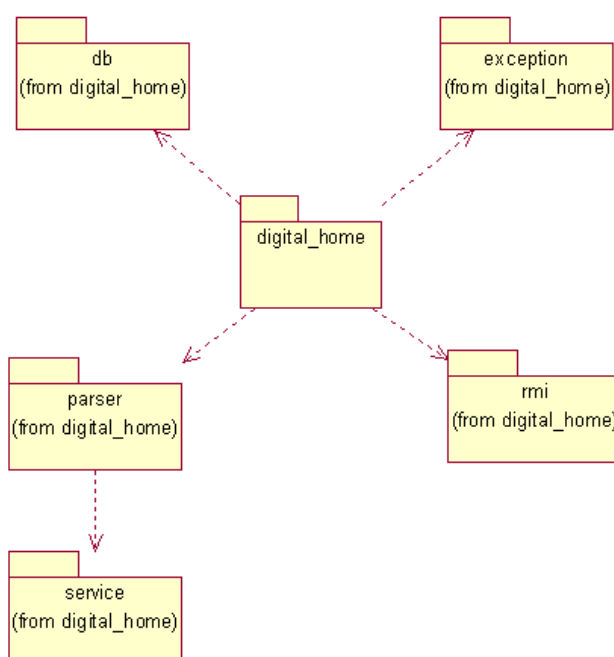 db
(from digital_home)
exception
(from digital_home)
digital_home
parser
(from digital_home)
rmi
(from digital_home)
service
(from digital_home)